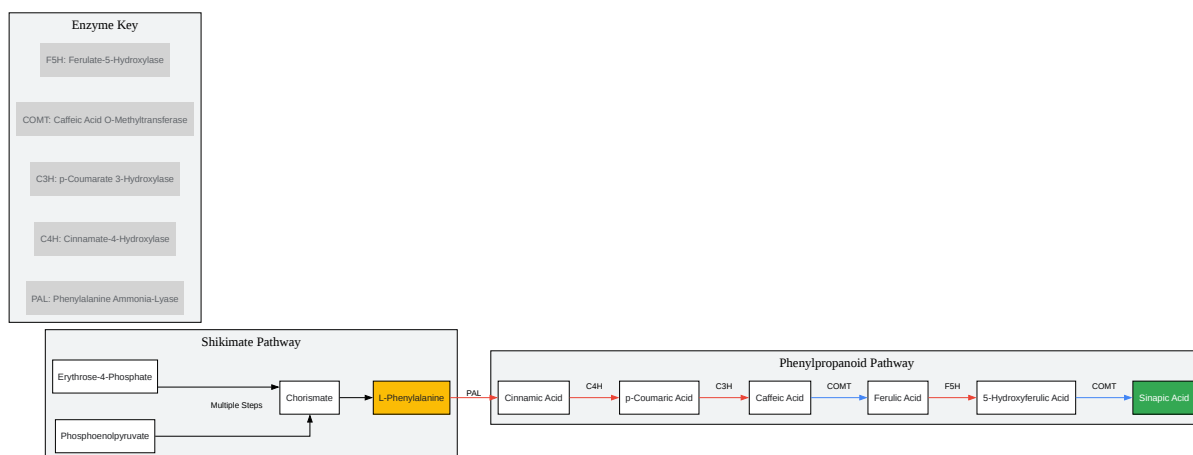 Enzyme Key
F5H: Ferulate-5-Hydroxylase
COMT: Caffeic Acid O-Methyltransferase
C3H: p-Coumarate 3-Hydroxylase
C4H: Cinnamate-4-Hydroxylase
PAL: Phenylalanine Ammonia-Lyase
Shikimate Pathway
Erythrose-4-Phosphate
Multiple Steps
Phosphoenolpyruvate
Chorismate
L-Phenylalanine
PAL
Phenylpropanoid Pathway
Cinnamic Acid
C4H
p-Coumaric Acid
C3H
Caffeic Acid
COMT
Ferulic Acid
F5H
5-Hydroxyferulic Acid
COMT
Sinapic Acid